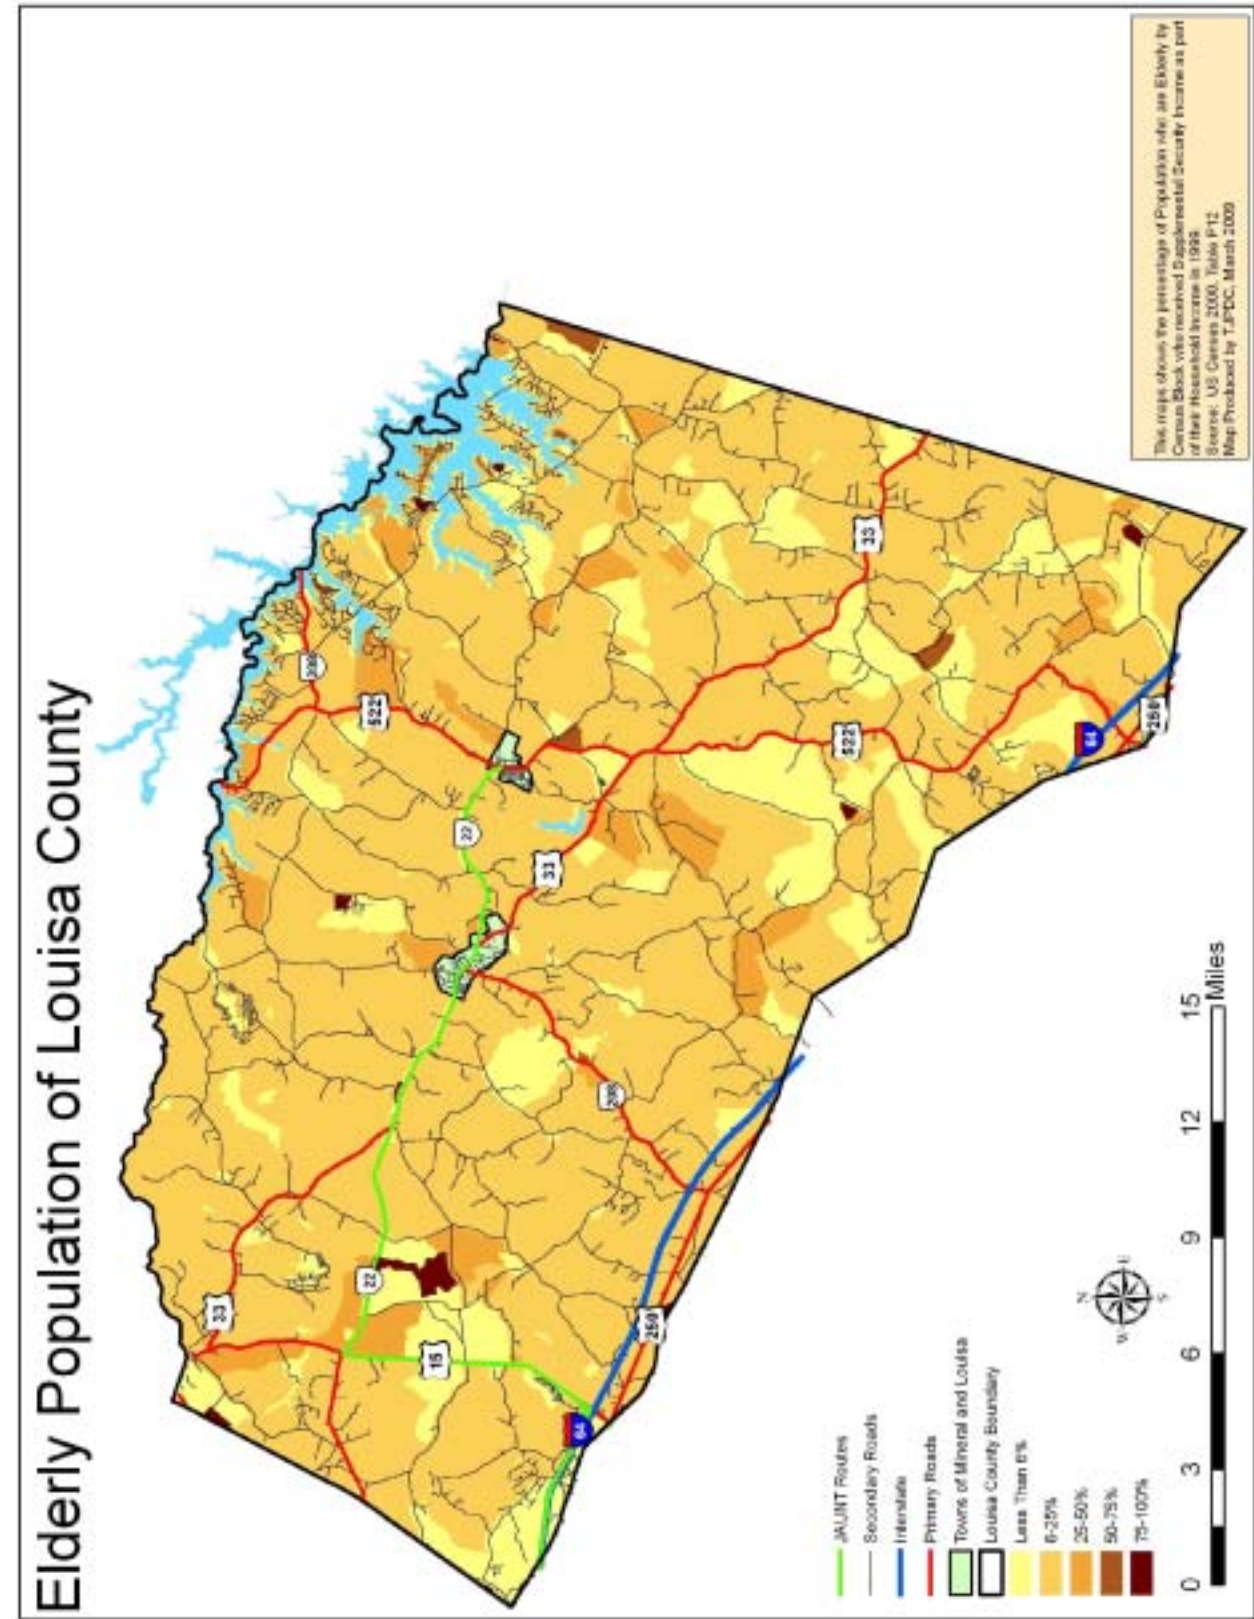 Elderly Population of Louisa County
This maps shows the percentage of Population who are Elderly by
Census Block who received Supplemental Security Income as part
of their Household Income in 1999.
Source: US Census 2000, Table P12
Map Produced by TJPDC, March 2009
33
22
15
64
250
208
22
33
522
208
33
522
64
250
JAUNT Routes
Secondary Roads
Interstate
Primary Roads
Towns of Mineral and Louisa
Louisa County Boundary
Less Than 6%
6-25%
25-50%
50-75%
75-100%
N
W
E
S
0 3 6 9 12 15
Miles